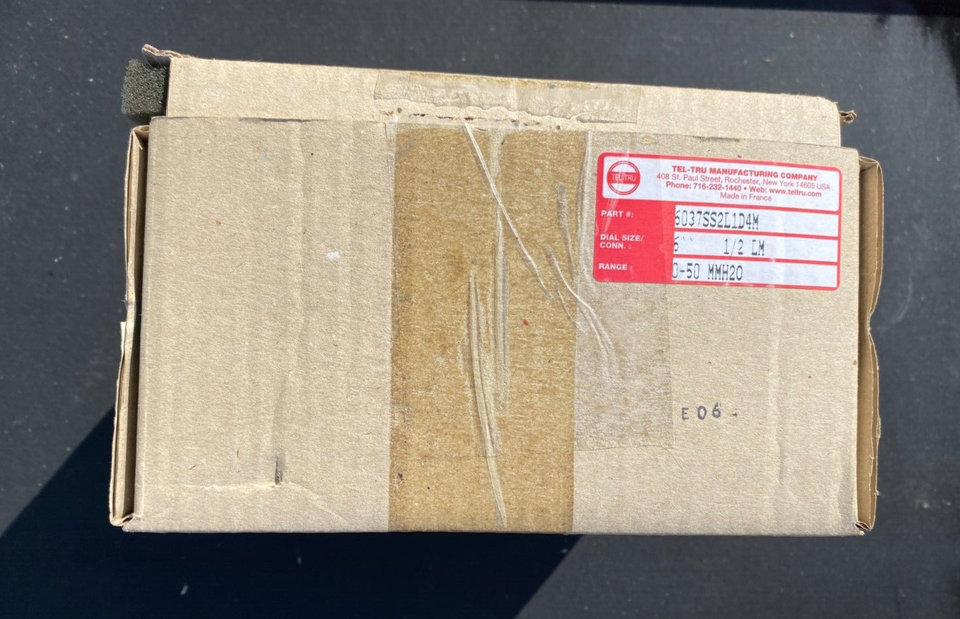 TEL-TRU
TEL-TRU MANUFACTURING COMPANY
408 St. Paul Street, Rochester, New York 14605 USA
Phone: 716-232-1440 • Web: www.teltru.com
Made in France
PART #: 6037SS2L1D4M
DIAL SIZE/
CONN. : 6'' 1/2 LM
RANGE : 0-50 MMH20
E06-